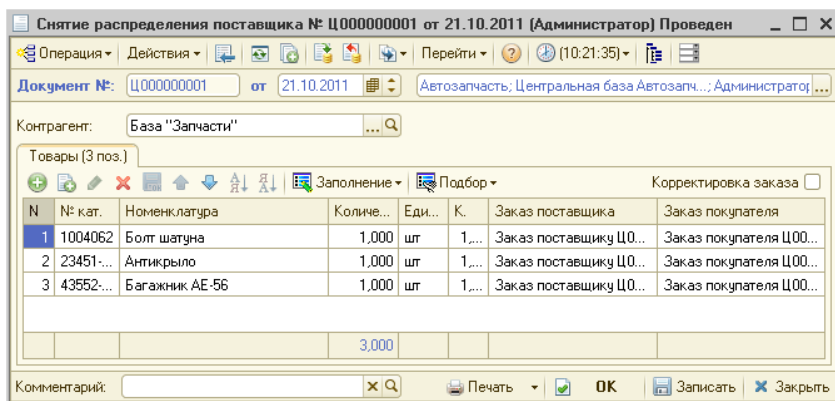 Снятие распределения поставщика № Ц000000001 от 21.10.2011 (Администратор) Проведен
Операция Действия Перейти (10:21:35)
Документ №: Ц000000001 от 21.10.2011 Автозапчасть; Центральная база Автозапч...; Администратор ...
Контрагент: База "Запчасти" ...
Товары (3 поз.)
Заполнение Подбор Корректировка заказа
N № кат. Номенклатура Количе... Еди... К. Заказ поставщика Заказ покупателя
1 1004062 Болт шатуна 1,000 шт 1,... Заказ поставщику Ц0... Заказ покупателя Ц00...
2 23451-... Антикрыло 1,000 шт 1,... Заказ поставщику Ц0... Заказ покупателя Ц00...
3 43552-... Багажник АЕ-56 1,000 шт 1,... Заказ поставщику Ц0... Заказ покупателя Ц00...
3,000
Комментарий: Печать OK Записать Закрыть